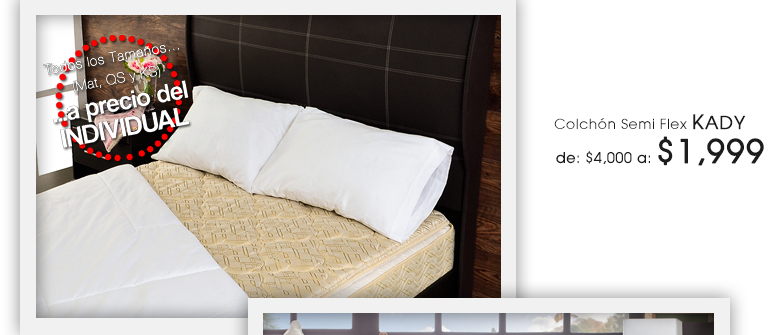 Todos los Tamaños...
(Mat, QS y KS)
...a precio del
INDIVIDUAL
Colchón Semi Flex KADY
de: $4,000 a: $1,999